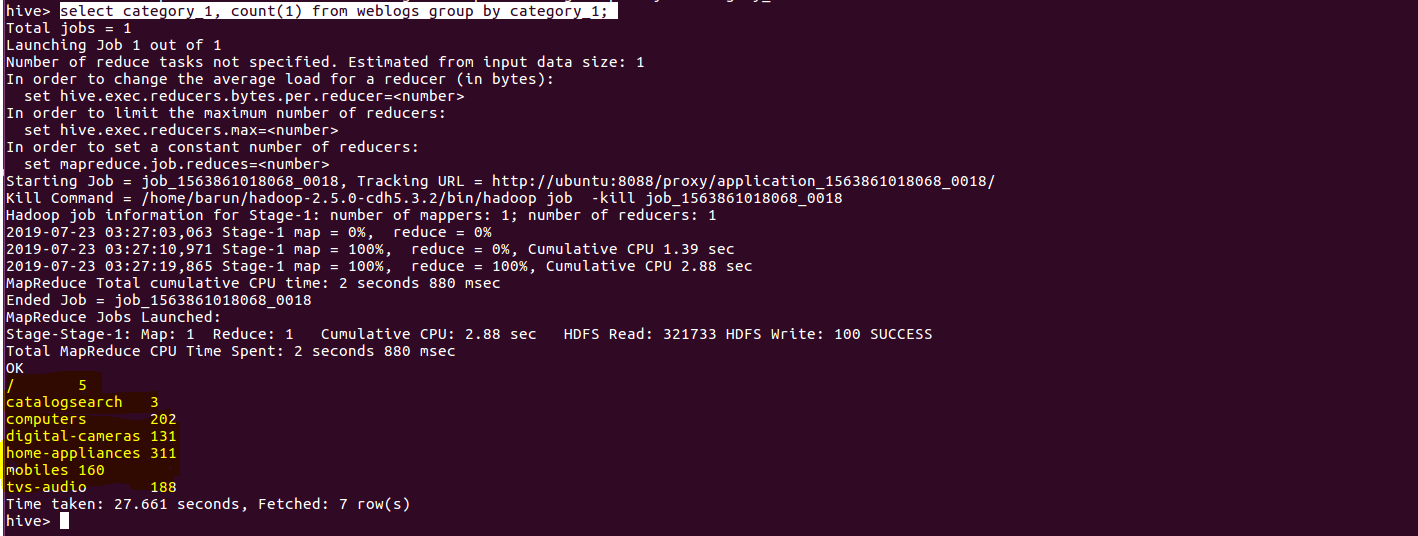 hive> select category_1, count(1) from weblogs group by category_1;
Total jobs = 1
Launching Job 1 out of 1
Number of reduce tasks not specified. Estimated from input data size: 1
In order to change the average load for a reducer (in bytes):
  set hive.exec.reducers.bytes.per.reducer=<number>
In order to limit the maximum number of reducers:
  set hive.exec.reducers.max=<number>
In order to set a constant number of reducers:
  set mapreduce.job.reduces=<number>
Starting Job = job_1563861018068_0018, Tracking URL = http://ubuntu:8088/proxy/application_1563861018068_0018/
Kill Command = /home/barun/hadoop-2.5.0-cdh5.3.2/bin/hadoop job  -kill job_1563861018068_0018
Hadoop job information for Stage-1: number of mappers: 1; number of reducers: 1
2019-07-23 03:27:03,063 Stage-1 map = 0%,  reduce = 0%
2019-07-23 03:27:10,971 Stage-1 map = 100%,  reduce = 0%, Cumulative CPU 1.39 sec
2019-07-23 03:27:19,865 Stage-1 map = 100%,  reduce = 100%, Cumulative CPU 2.88 sec
MapReduce Total cumulative CPU time: 2 seconds 880 msec
Ended Job = job_1563861018068_0018
MapReduce Jobs Launched:
Stage-Stage-1: Map: 1  Reduce: 1   Cumulative CPU: 2.88 sec   HDFS Read: 321733 HDFS Write: 100 SUCCESS
Total MapReduce CPU Time Spent: 2 seconds 880 msec
OK
/       5
catalogsearch   3
computers       202
digital-cameras 131
home-appliances 311
mobiles 160
tvs-audio       188
Time taken: 27.661 seconds, Fetched: 7 row(s)
hive>